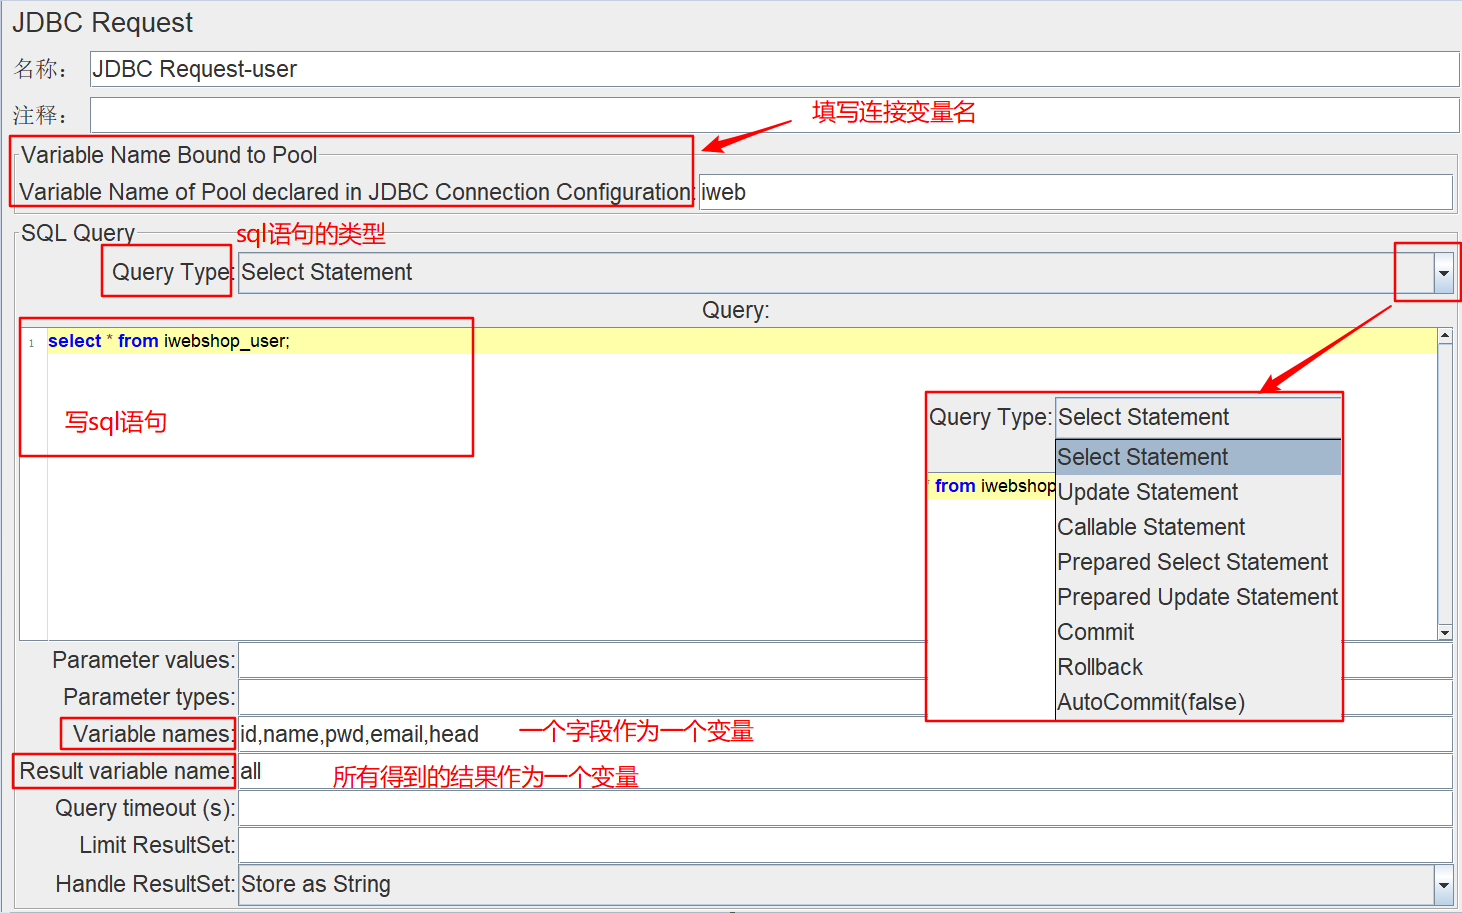 JDBC Request
名称： JDBC Request-user
注释：
填写连接变量名
Variable Name Bound to Pool
Variable Name of Pool declared in JDBC Connection Configuration: iweb
SQL Query
sql语句的类型
Query Type: Select Statement
Query:
1 select * from iwebshop_user;
写sql语句
Query Type: Select Statement
Select Statement
* from iwebshop
Update Statement
Callable Statement
Prepared Select Statement
Prepared Update Statement
Commit
Rollback
AutoCommit(false)
Parameter values:
Parameter types:
Variable names: id,name,pwd,email,head 一个字段作为一个变量
Result variable name: all 所有得到的结果作为一个变量
Query timeout (s):
Limit ResultSet:
Handle ResultSet: Store as String